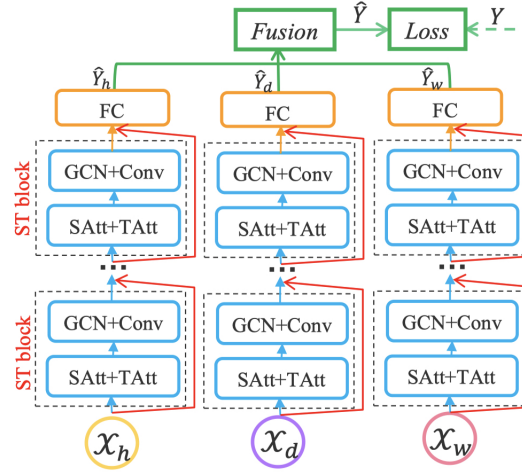 Fusion Ŷ Loss Y
Ŷh Ŷd Ŷw
FC FC FC
ST block
GCN+Conv GCN+Conv GCN+Conv
SAtt+TAtt SAtt+TAtt SAtt+TAtt
... ... ...
ST block
GCN+Conv GCN+Conv GCN+Conv
SAtt+TAtt SAtt+TAtt SAtt+TAtt
𝒳h 𝒳d 𝒳w